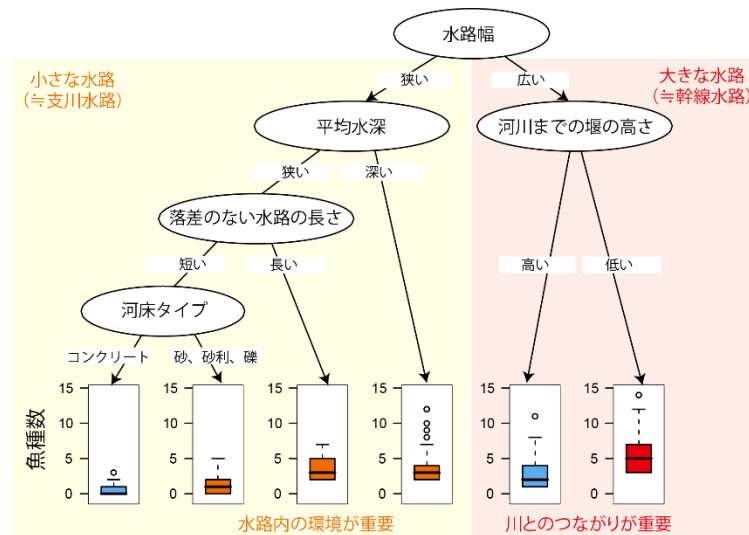 水路幅
小さな水路
（≒支川水路）
大きな水路
（≒幹線水路）
狭い
広い
平均水深
河川までの堰の高さ
狭い
深い
落差のない水路の長さ
短い
長い
高い
低い
河床タイプ
コンクリート
砂、砂利、礫
魚種数
15
10
5
0
15
10
5
0
15
10
5
0
15
10
5
0
15
10
5
0
15
10
5
0
水路内の環境が重要
川とのつながりが重要